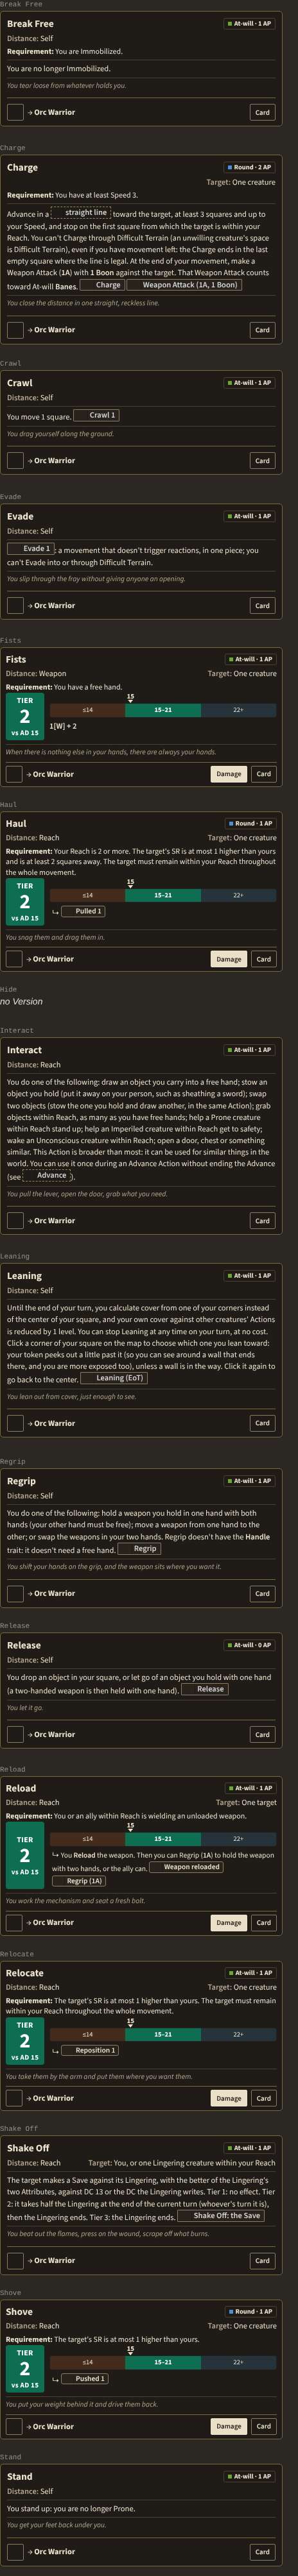 Break Free
Break Free
At-will · 1 AP
Distance: Self
Requirement: You are Immobilized.
You are no longer Immobilized.
You tear loose from whatever holds you.
→ Orc Warrior
Card
Charge
Charge
Round · 2 AP
Target: One creature
Requirement: You have at least Speed 3.
Advance in a straight line toward the target, at least 3 squares and up to
your Speed, and stop on the first square from which the target is within your
Reach. You can't Charge through Difficult Terrain (an unwilling creature's space
is Difficult Terrain), even if you have movement left: the Charge ends in the last
empty square where the line is legal. At the end of your movement, make a
Weapon Attack (1A) with 1 Boon against the target. That Weapon Attack counts
toward At-will Banes. Charge Weapon Attack (1A, 1 Boon)
You close the distance in one straight, reckless line.
→ Orc Warrior
Card
Crawl
Crawl
At-will · 1 AP
Distance: Self
You move 1 square. Crawl 1
You drag yourself along the ground.
→ Orc Warrior
Card
Evade
Evade
At-will · 1 AP
Distance: Self
Evade 1 : a movement that doesn't trigger reactions, in one piece; you
can't Evade into or through Difficult Terrain.
You slip through the fray without giving anyone an opening.
→ Orc Warrior
Card
Fists
Fists
At-will · 1 AP
Distance: Weapon
Target: One creature
Requirement: You have a free hand.
TIER
2
vs AD 15
15
≤14
15–21
22+
1[W] + 2
When there is nothing else in your hands, there are always your hands.
→ Orc Warrior
Damage
Card
Haul
Haul
Round · 1 AP
Distance: Reach
Target: One creature
Requirement: Your Reach is 2 or more. The target's SR is at most 1 higher than yours
and is at least 2 squares away. The target must remain within your Reach throughout
the whole movement.
TIER
2
vs AD 15
15
≤14
15–21
22+
↪ Pulled 1
You snag them and drag them in.
→ Orc Warrior
Damage
Card
Hide
no Version
Interact
Interact
At-will · 1 AP
Distance: Reach
You do one of the following: draw an object you carry into a free hand; stow an
object you hold (put it away on your person, such as sheathing a sword); swap
two objects (stow the one you hold and draw another, in the same Action); grab
objects within Reach, as many as you have free hands; help a Prone creature
within Reach stand up; help an Imperiled creature within Reach get to safety;
wake an Unconscious creature within Reach; open a door, chest or something
similar. This Action is broader than most: it can be used for similar things in the
world. You can use it once during an Advance Action without ending the Advance
(see Advance ).
You pull the lever, open the door, grab what you need.
→ Orc Warrior
Card
Leaning
Leaning
At-will · 1 AP
Distance: Self
Until the end of your turn, you calculate cover from one of your corners instead
of the center of your square, and your own cover against other creatures' Actions
is reduced by 1 level. You can stop Leaning at any time on your turn, at no cost.
Click a corner of your square on the map to choose which one you lean toward:
your token peeks out a little past it (so you can see around a wall that ends
there, and you are more exposed too), unless a wall is in the way. Click it again to
go back to the center. Leaning (EoT)
You lean out from cover, just enough to see.
→ Orc Warrior
Card
Regrip
Regrip
At-will · 1 AP
Distance: Self
You do one of the following: hold a weapon you hold in one hand with both
hands (your other hand must be free); move a weapon from one hand to the
other; or swap the weapons in your two hands. Regrip doesn't have the Handle
trait: it doesn't need a free hand. Regrip
You shift your hands on the grip, and the weapon sits where you want it.
→ Orc Warrior
Card
Release
Release
At-will · 0 AP
Distance: Self
You drop an object in your square, or let go of an object you hold with one hand
(a two-handed weapon is then held with one hand). Release
You let it go.
→ Orc Warrior
Card
Reload
Reload
At-will · 1 AP
Distance: Reach
Target: One target
Requirement: You or an ally within Reach is wielding an unloaded weapon.
TIER
2
vs AD 15
15
≤14
15–21
22+
↪ You Reload the weapon. Then you can Regrip (1A) to hold the weapon
with two hands, or the ally can. Weapon reloaded
Regrip (1A)
You work the mechanism and seat a fresh bolt.
→ Orc Warrior
Damage
Card
Relocate
Relocate
At-will · 1 AP
Distance: Reach
Target: One creature
Requirement: The target's SR is at most 1 higher than yours. The target must remain
within your Reach throughout the whole movement.
TIER
2
vs AD 15
15
≤14
15–21
22+
↪ Reposition 1
You take them by the arm and put them where you want them.
→ Orc Warrior
Damage
Card
Shake Off
Shake Off
At-will · 1 AP
Distance: Reach
Target: You, or one Lingering creature within your Reach
The target makes a Save against its Lingering, with the better of the Lingering's
two Attributes, against DC 13 or the DC the Lingering writes. Tier 1: no effect. Tier
2: it takes half the Lingering at the end of the current turn (whoever's turn it is),
then the Lingering ends. Tier 3: the Lingering ends. Shake Off: the Save
You beat out the flames, press on the wound, scrape off what burns.
→ Orc Warrior
Card
Shove
Shove
Round · 1 AP
Distance: Reach
Target: One creature
Requirement: The target's SR is at most 1 higher than yours.
TIER
2
vs AD 15
15
≤14
15–21
22+
↪ Pushed 1
You put your weight behind it and drive them back.
→ Orc Warrior
Damage
Card
Stand
Stand
At-will · 1 AP
Distance: Self
You stand up: you are no longer Prone.
You get your feet back under you.
→ Orc Warrior
Card